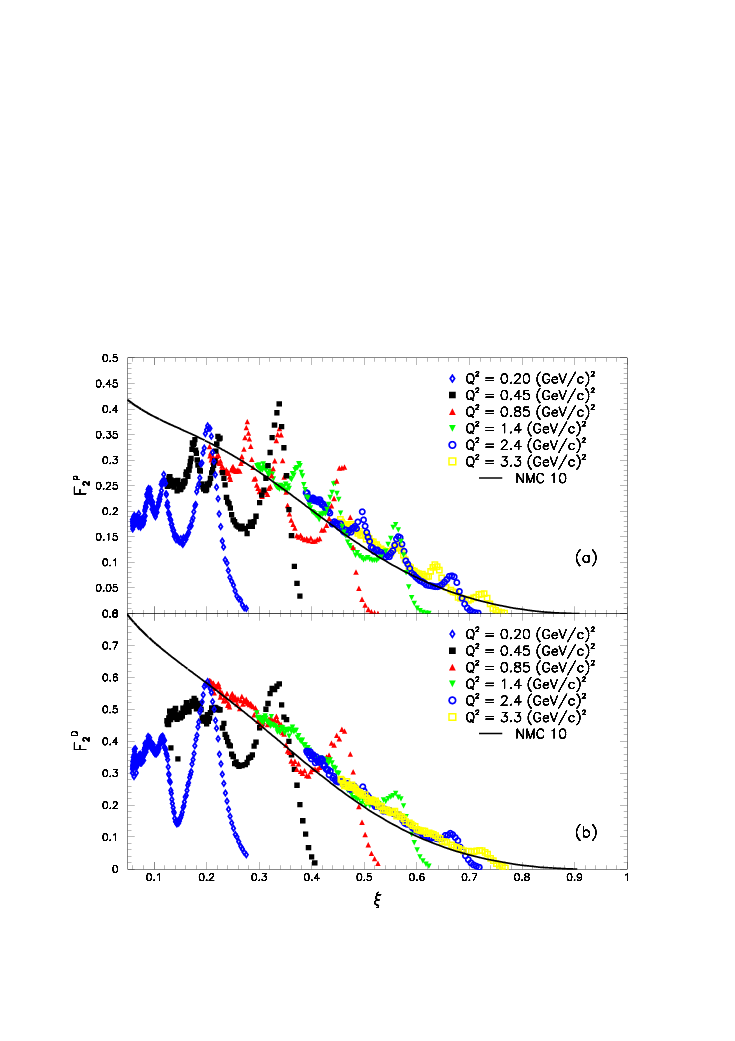 0.5
0.45
0.4
0.35
0.3
0.25
0.2
0.15
0.1
0.05
0.8
F₂ᵖ
Q² = 0.20 (GeV/c)²
Q² = 0.45 (GeV/c)²
Q² = 0.85 (GeV/c)²
Q² = 1.4 (GeV/c)²
Q² = 2.4 (GeV/c)²
Q² = 3.3 (GeV/c)²
NMC 10
(a)
0.7
0.6
0.5
0.4
0.3
0.2
0.1
0
F₂ᴰ
Q² = 0.20 (GeV/c)²
Q² = 0.45 (GeV/c)²
Q² = 0.85 (GeV/c)²
Q² = 1.4 (GeV/c)²
Q² = 2.4 (GeV/c)²
Q² = 3.3 (GeV/c)²
NMC 10
(b)
0.1 0.2 0.3 0.4 0.5 0.6 0.7 0.8 0.9 1
ξ